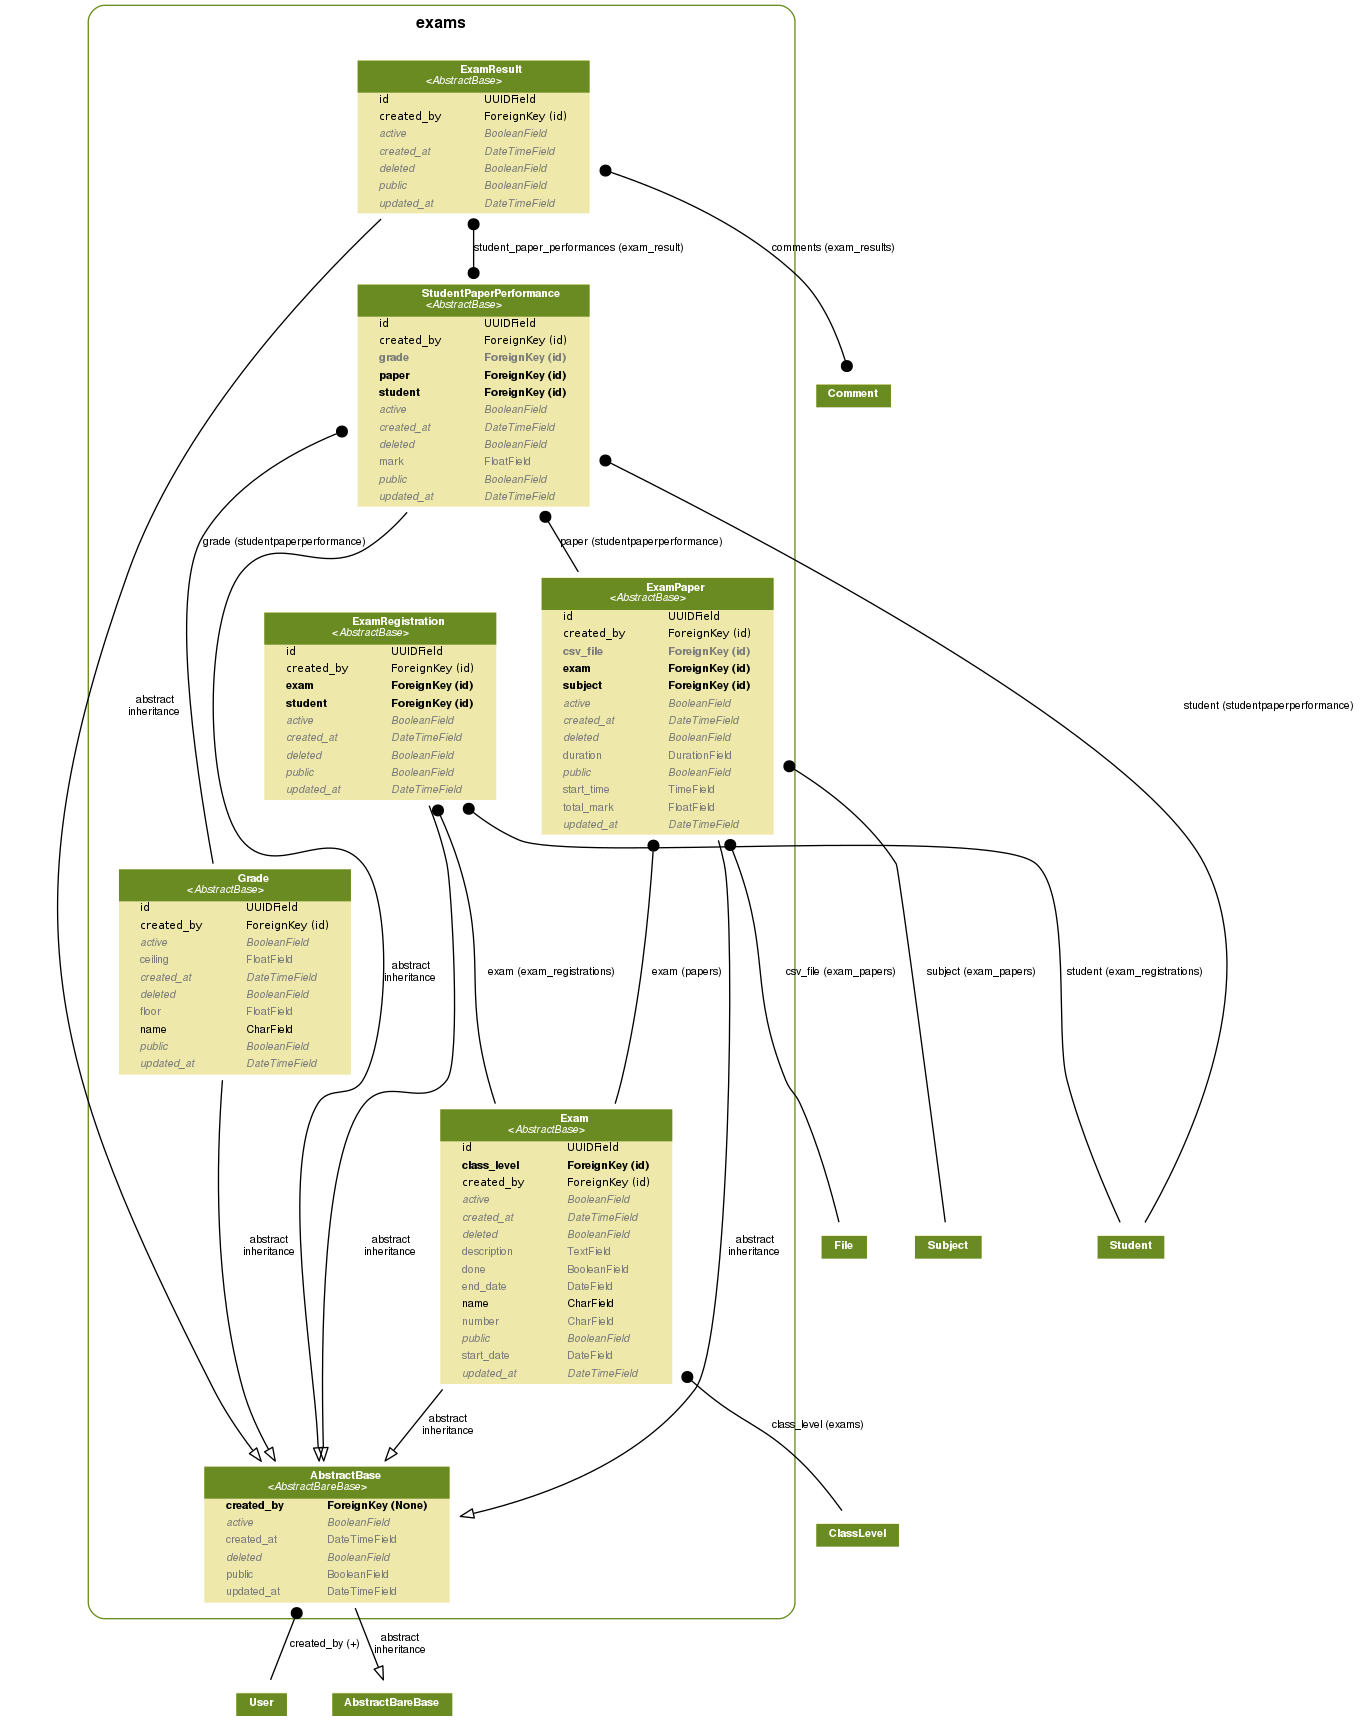 exams
ExamResult
<AbstractBase>
id UUIDField
created_by ForeignKey (id)
active BooleanField
created_at DateTimeField
deleted BooleanField
public BooleanField
updated_at DateTimeField
student_paper_performances (exam_result)
comments (exam_results)
StudentPaperPerformance
<AbstractBase>
id UUIDField
created_by ForeignKey (id)
grade ForeignKey (id)
paper ForeignKey (id)
student ForeignKey (id)
active BooleanField
created_at DateTimeField
deleted BooleanField
mark FloatField
public BooleanField
updated_at DateTimeField
Comment
grade (studentpaperperformance)
paper (studentpaperperformance)
ExamPaper
<AbstractBase>
id UUIDField
created_by ForeignKey (id)
csv_file ForeignKey (id)
exam ForeignKey (id)
subject ForeignKey (id)
active BooleanField
created_at DateTimeField
deleted BooleanField
duration DurationField
public BooleanField
start_time TimeField
total_mark FloatField
updated_at DateTimeField
ExamRegistration
<AbstractBase>
id UUIDField
created_by ForeignKey (id)
exam ForeignKey (id)
student ForeignKey (id)
active BooleanField
created_at DateTimeField
deleted BooleanField
public BooleanField
updated_at DateTimeField
abstract
inheritance
student (studentpaperperformance)
Grade
<AbstractBase>
id UUIDField
created_by ForeignKey (id)
active BooleanField
ceiling FloatField
created_at DateTimeField
deleted BooleanField
floor FloatField
name CharField
public BooleanField
updated_at DateTimeField
abstract
inheritance
exam (exam_registrations)
exam (papers)
csv_file (exam_papers)
subject (exam_papers)
student (exam_registrations)
Exam
<AbstractBase>
id UUIDField
class_level ForeignKey (id)
created_by ForeignKey (id)
active BooleanField
created_at DateTimeField
deleted BooleanField
description TextField
done BooleanField
end_date DateField
name CharField
number CharField
public BooleanField
start_date DateField
updated_at DateTimeField
abstract
inheritance
abstract
inheritance
abstract
inheritance
File
Subject
Student
abstract
inheritance
class_level (exams)
AbstractBase
<AbstractBareBase>
created_by ForeignKey (None)
active BooleanField
created_at DateTimeField
deleted BooleanField
public BooleanField
updated_at DateTimeField
ClassLevel
created_by (+)
abstract
inheritance
User
AbstractBareBase